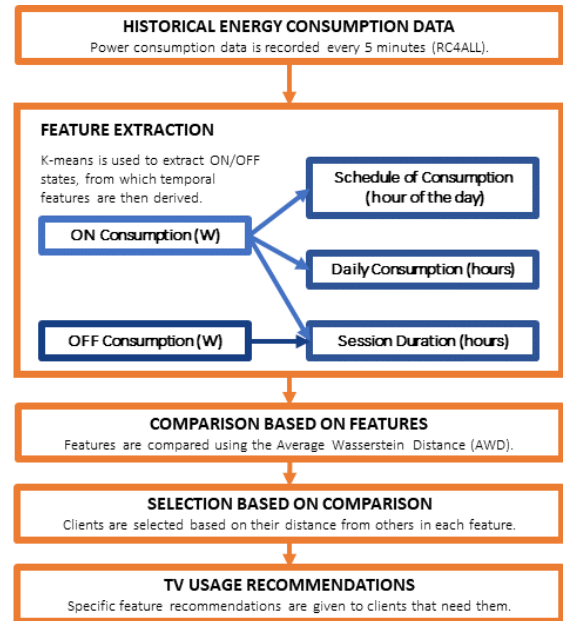 HISTORICAL ENERGY CONSUMPTION DATA
Power consumption data is recorded every 5 minutes (RC4ALL).
FEATURE EXTRACTION
K-means is used to extract ON/OFF
states, from which temporal
features are then derived.
ON Consumption (W)
OFF Consumption (W)
Schedule of Consumption
(hour of the day)
Daily Consumption (hours)
Session Duration (hours)
COMPARISON BASED ON FEATURES
Features are compared using the Average Wasserstein Distance (AWD).
SELECTION BASED ON COMPARISON
Clients are selected based on their distance from others in each feature.
TV USAGE RECOMMENDATIONS
Specific feature recommendations are given to clients that need them.